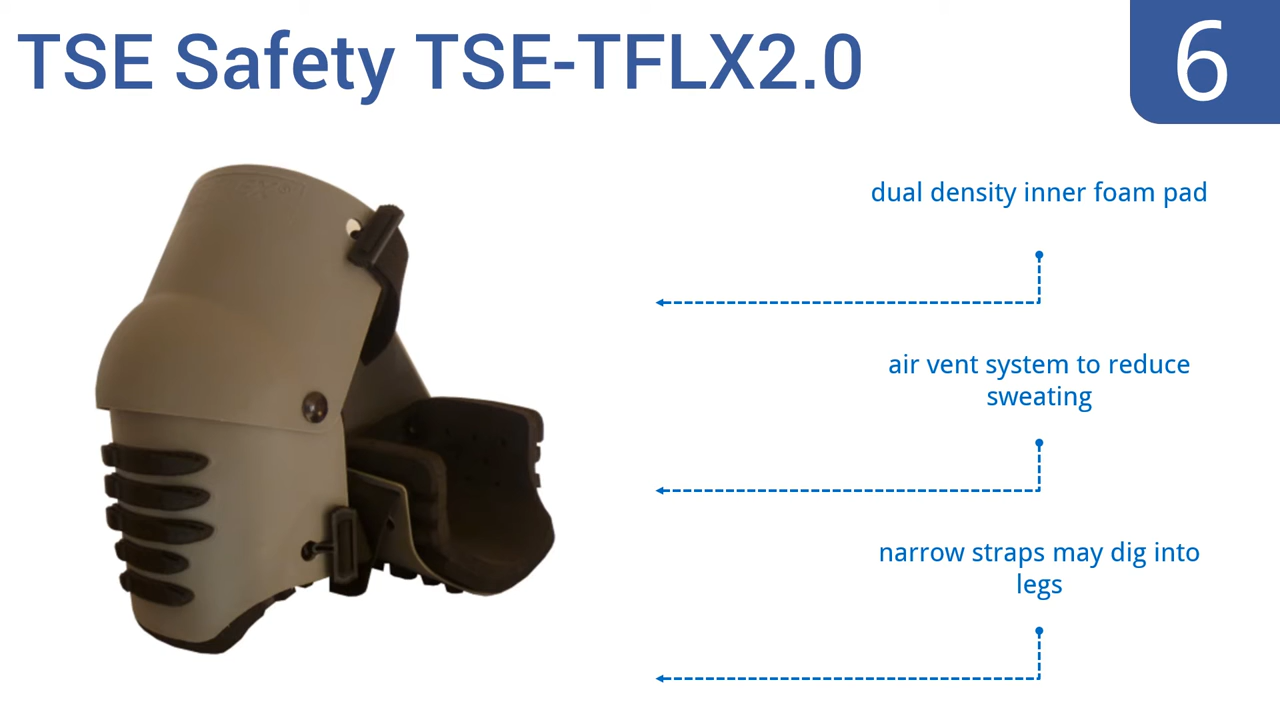 TSE Safety TSE-TFLX2.0
6
dual density inner foam pad
air vent system to reduce
sweating
narrow straps may dig into
legs